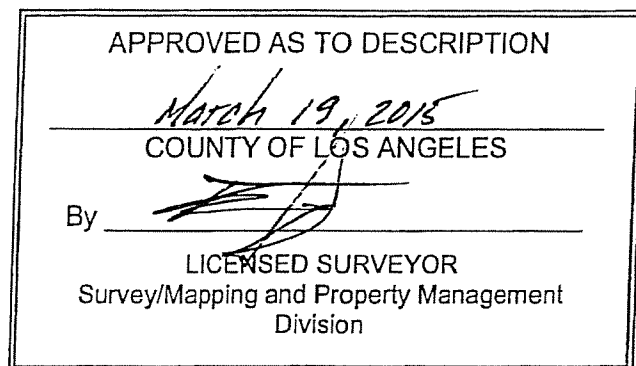 APPROVED AS TO DESCRIPTION
March 19, 2015
COUNTY OF LOS ANGELES
By
LICENSED SURVEYOR
Survey/Mapping and Property Management
Division